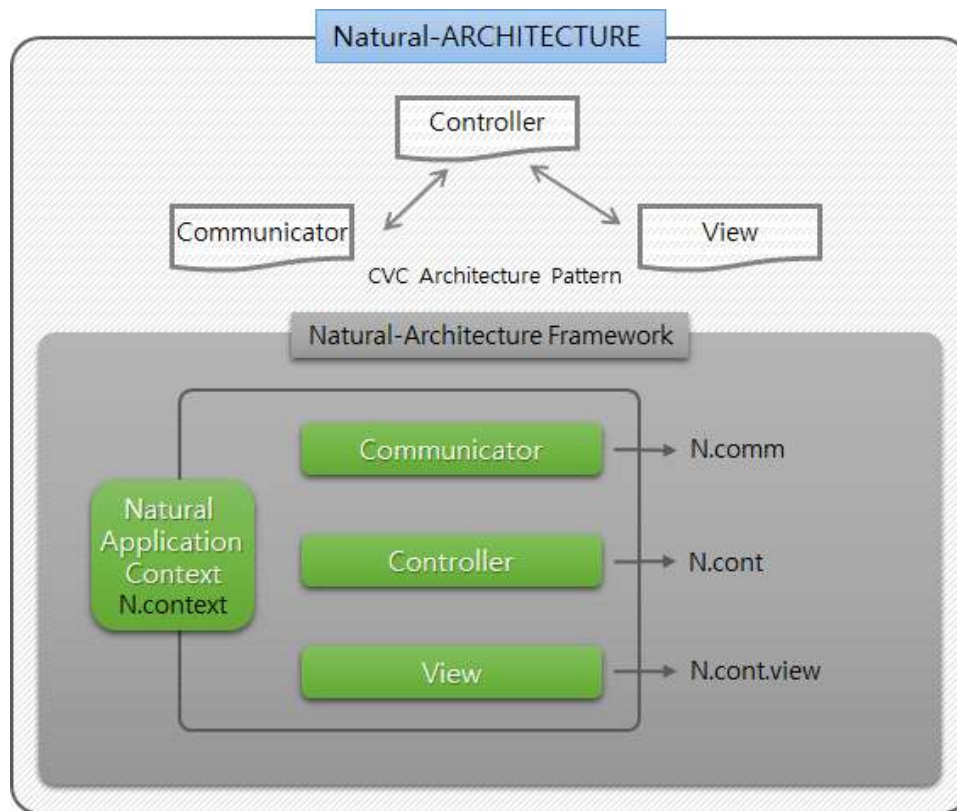 Natural-ARCHITECTURE
Controller
Communicator
View
CVC Architecture Pattern
Natural-Architecture Framework
Communicator
N.comm
Natural
Application
Context
N.context
Controller
N.cont
View
N.cont.view